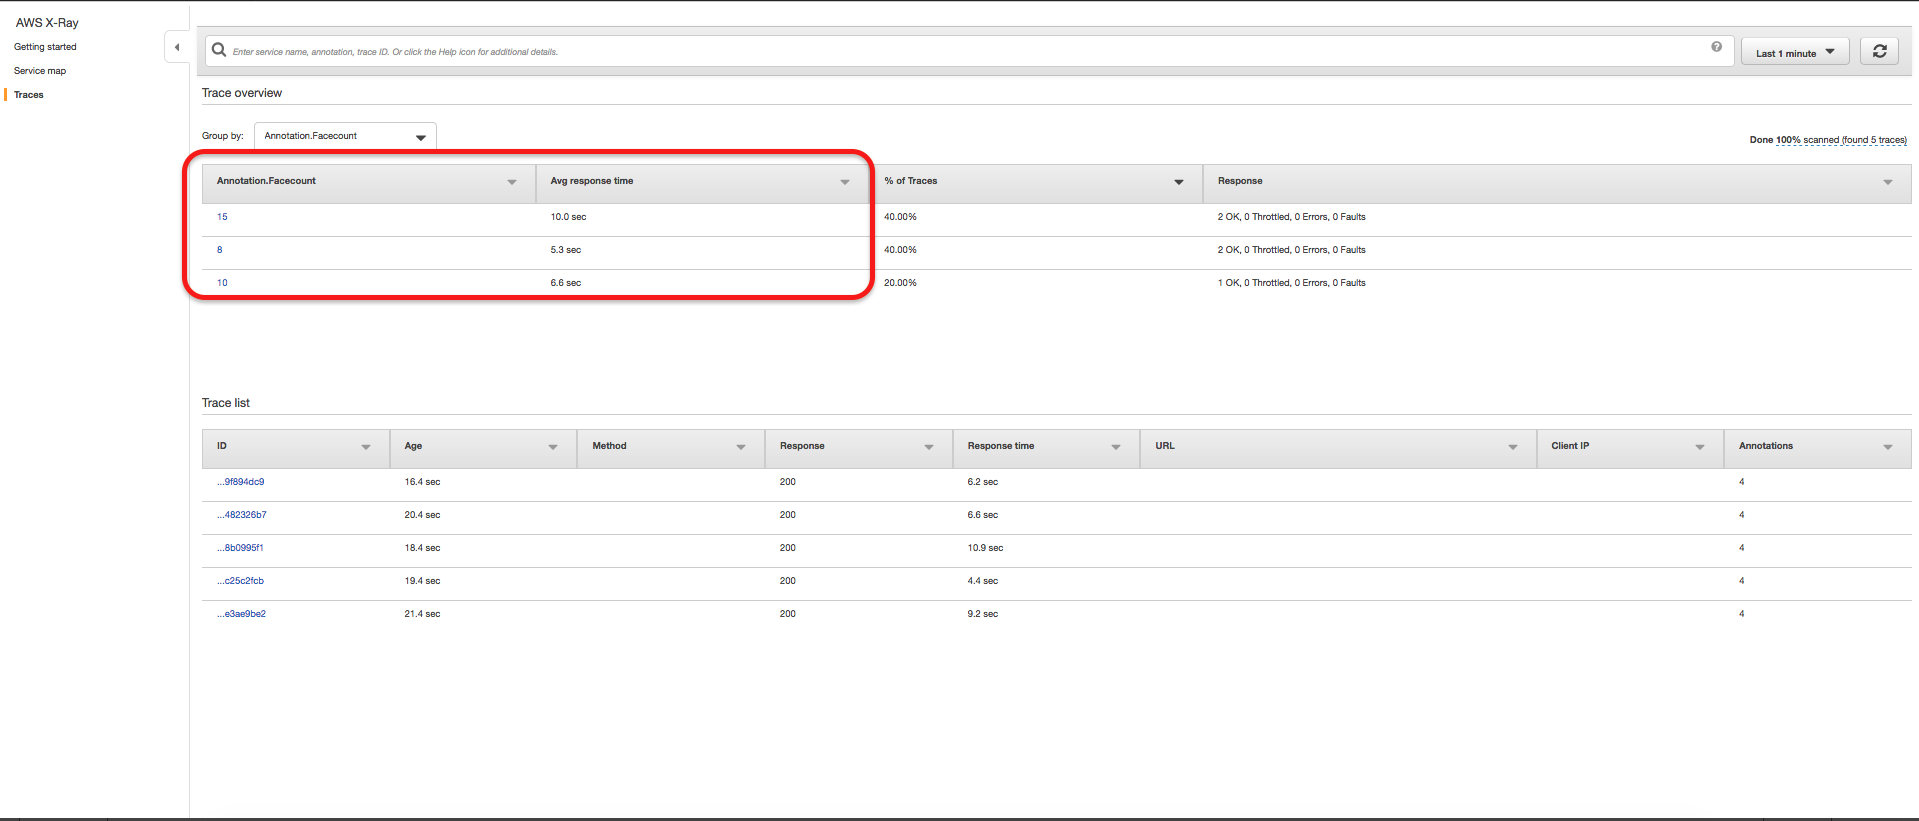 AWS X-Ray
Getting started
Service map
Traces
Enter service name, annotation, trace ID. Or click the Help icon for additional details.
?
Last 1 minute
Trace overview
Group by: Annotation.Facecount
Done 100% scanned (found 5 traces)
Annotation.Facecount Avg response time % of Traces Response
15 10.0 sec 40.00% 2 OK, 0 Throttled, 0 Errors, 0 Faults
8 5.3 sec 40.00% 2 OK, 0 Throttled, 0 Errors, 0 Faults
10 6.6 sec 20.00% 1 OK, 0 Throttled, 0 Errors, 0 Faults
Trace list
ID Age Method Response Response time URL Client IP Annotations
...9f894dc9 16.4 sec 200 6.2 sec 4
...482326b7 20.4 sec 200 6.6 sec 4
...8b0995f1 18.4 sec 200 10.9 sec 4
...c25c2fcb 19.4 sec 200 4.4 sec 4
...e3ae9be2 21.4 sec 200 9.2 sec 4